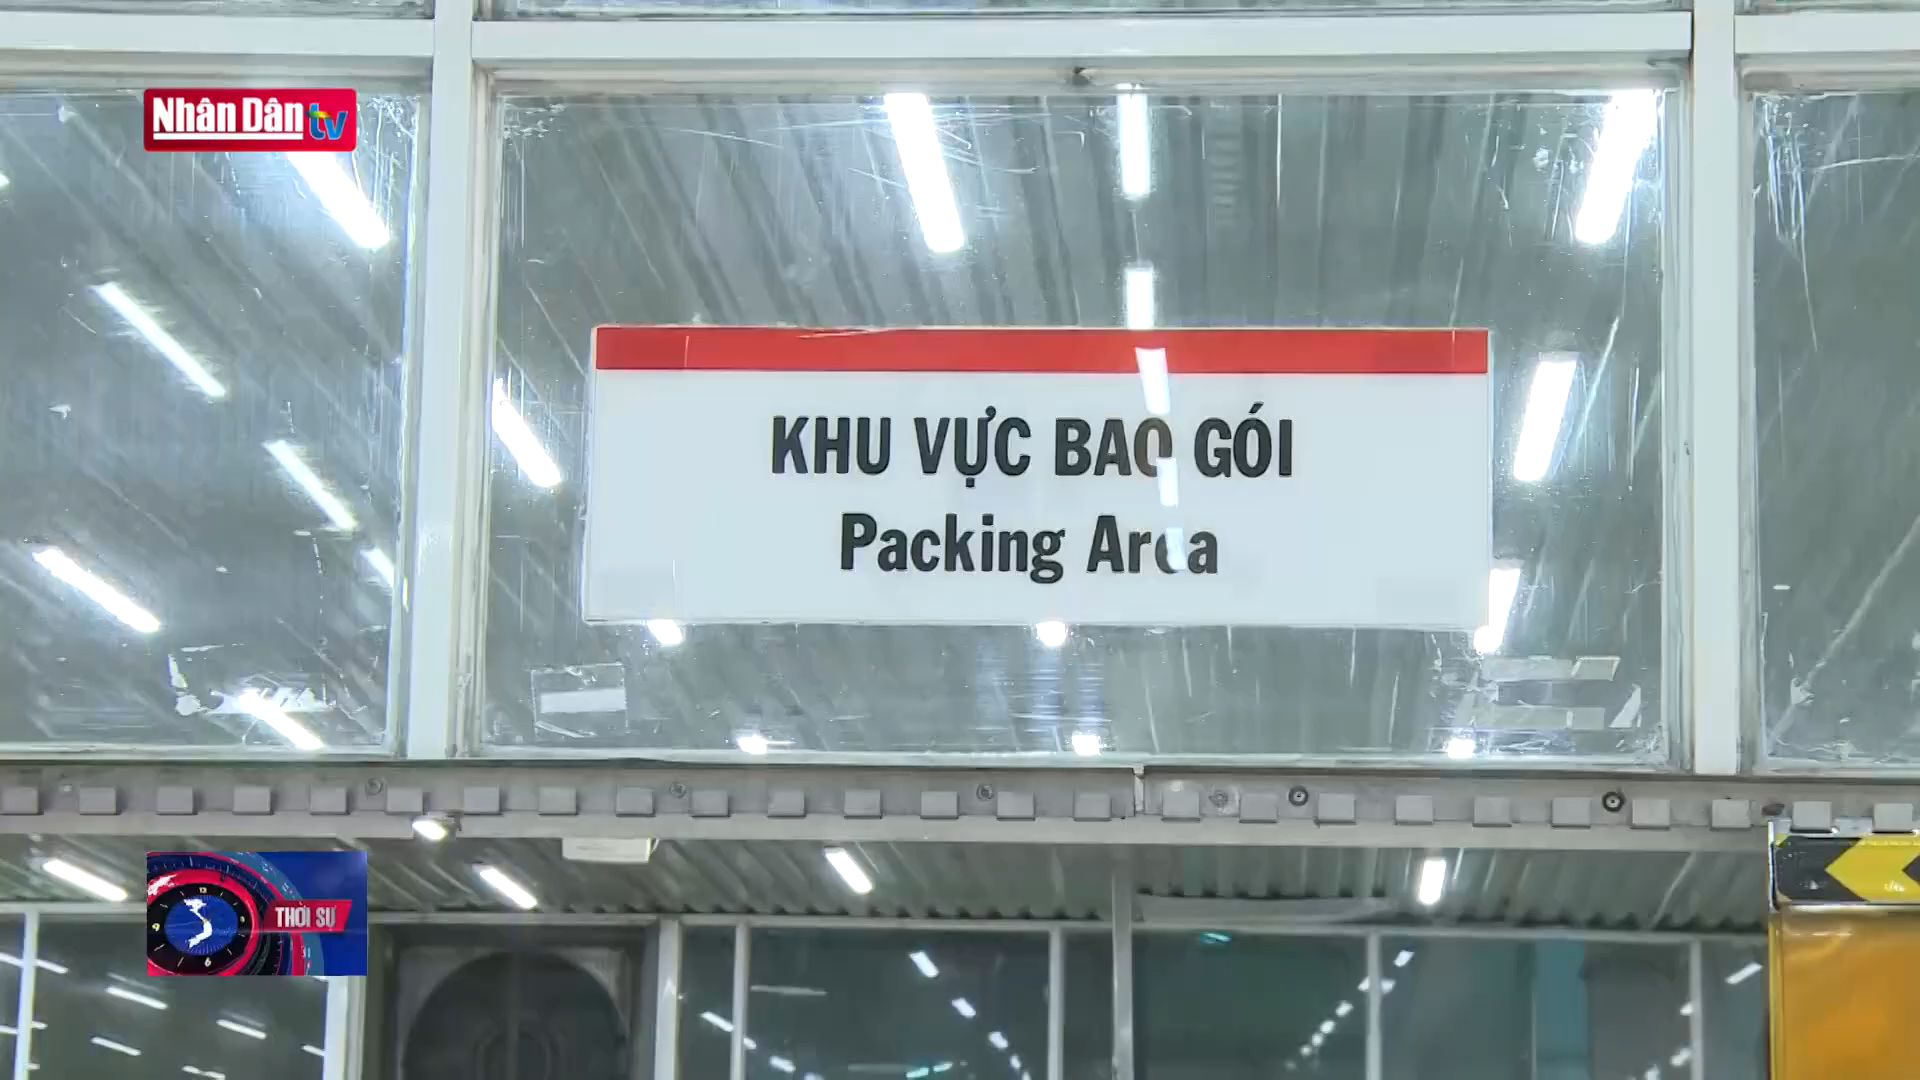 Nhân Dân tv
KHU VỰC BAO GÓI
Packing Area
THỜI SỰ